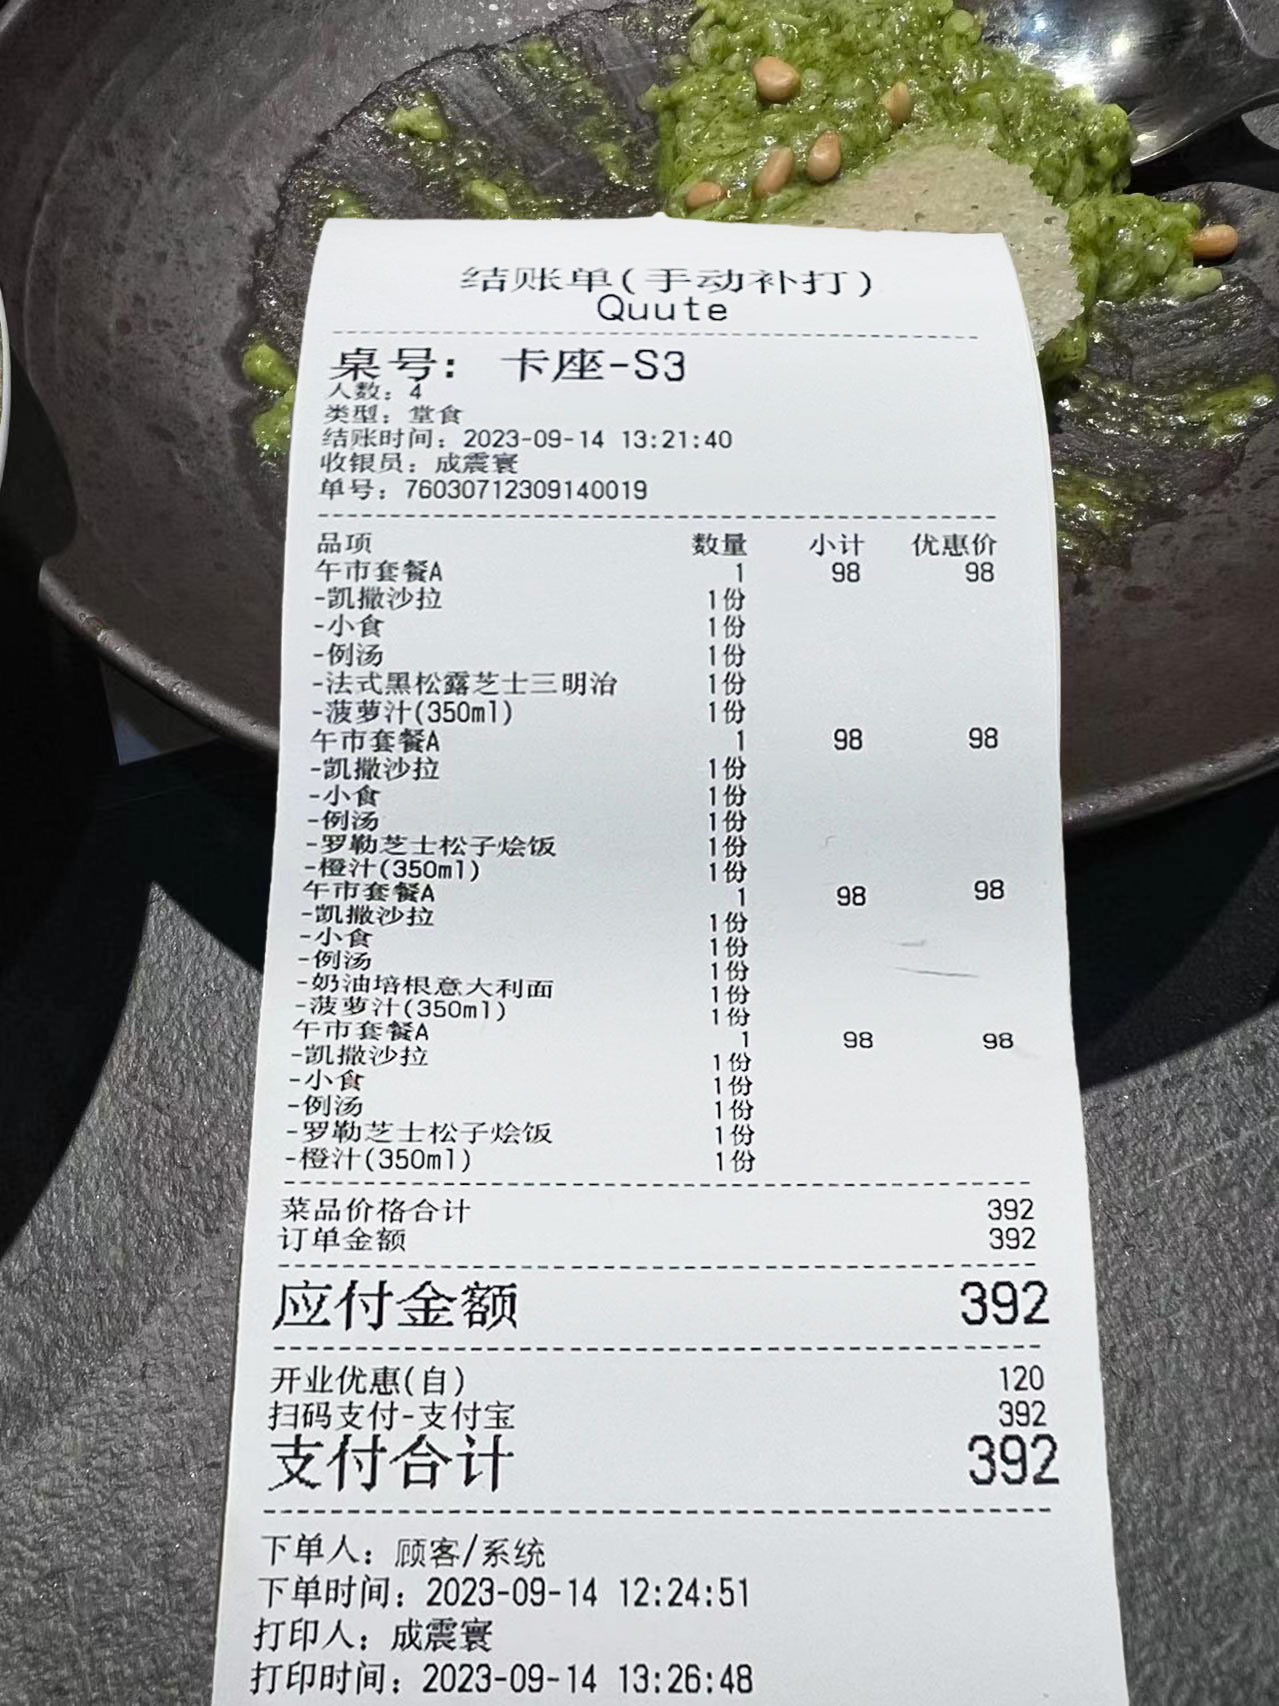 结账单(手动补打)
Quute
桌号: 卡座-S3
人数: 4
类型: 堂食
结账时间: 2023-09-14 13:21:40
收银员: 成震寰
单号: 76030712309140019
品项 数量 小计 优惠价
午市套餐A 1 98 98
-凯撒沙拉 1份
-小食 1份
-例汤 1份
-法式黑松露芝士三明治 1份
-菠萝汁(350ml) 1份
午市套餐A 1 98 98
-凯撒沙拉 1份
-小食 1份
-例汤 1份
-罗勒芝士松子烩饭 1份
-橙汁(350ml) 1份
午市套餐A 1 98 98
-凯撒沙拉 1份
-小食 1份
-例汤 1份
-奶油培根意大利面 1份
-菠萝汁(350ml) 1份
午市套餐A 1 98 98
-凯撒沙拉 1份
-小食 1份
-例汤 1份
-罗勒芝士松子烩饭 1份
-橙汁(350ml) 1份
菜品价格合计 392
订单金额 392
应付金额 392
开业优惠(自) 120
扫码支付-支付宝 392
支付合计 392
下单人: 顾客/系统
下单时间: 2023-09-14 12:24:51
打印人: 成震寰
打印时间: 2023-09-14 13:26:48